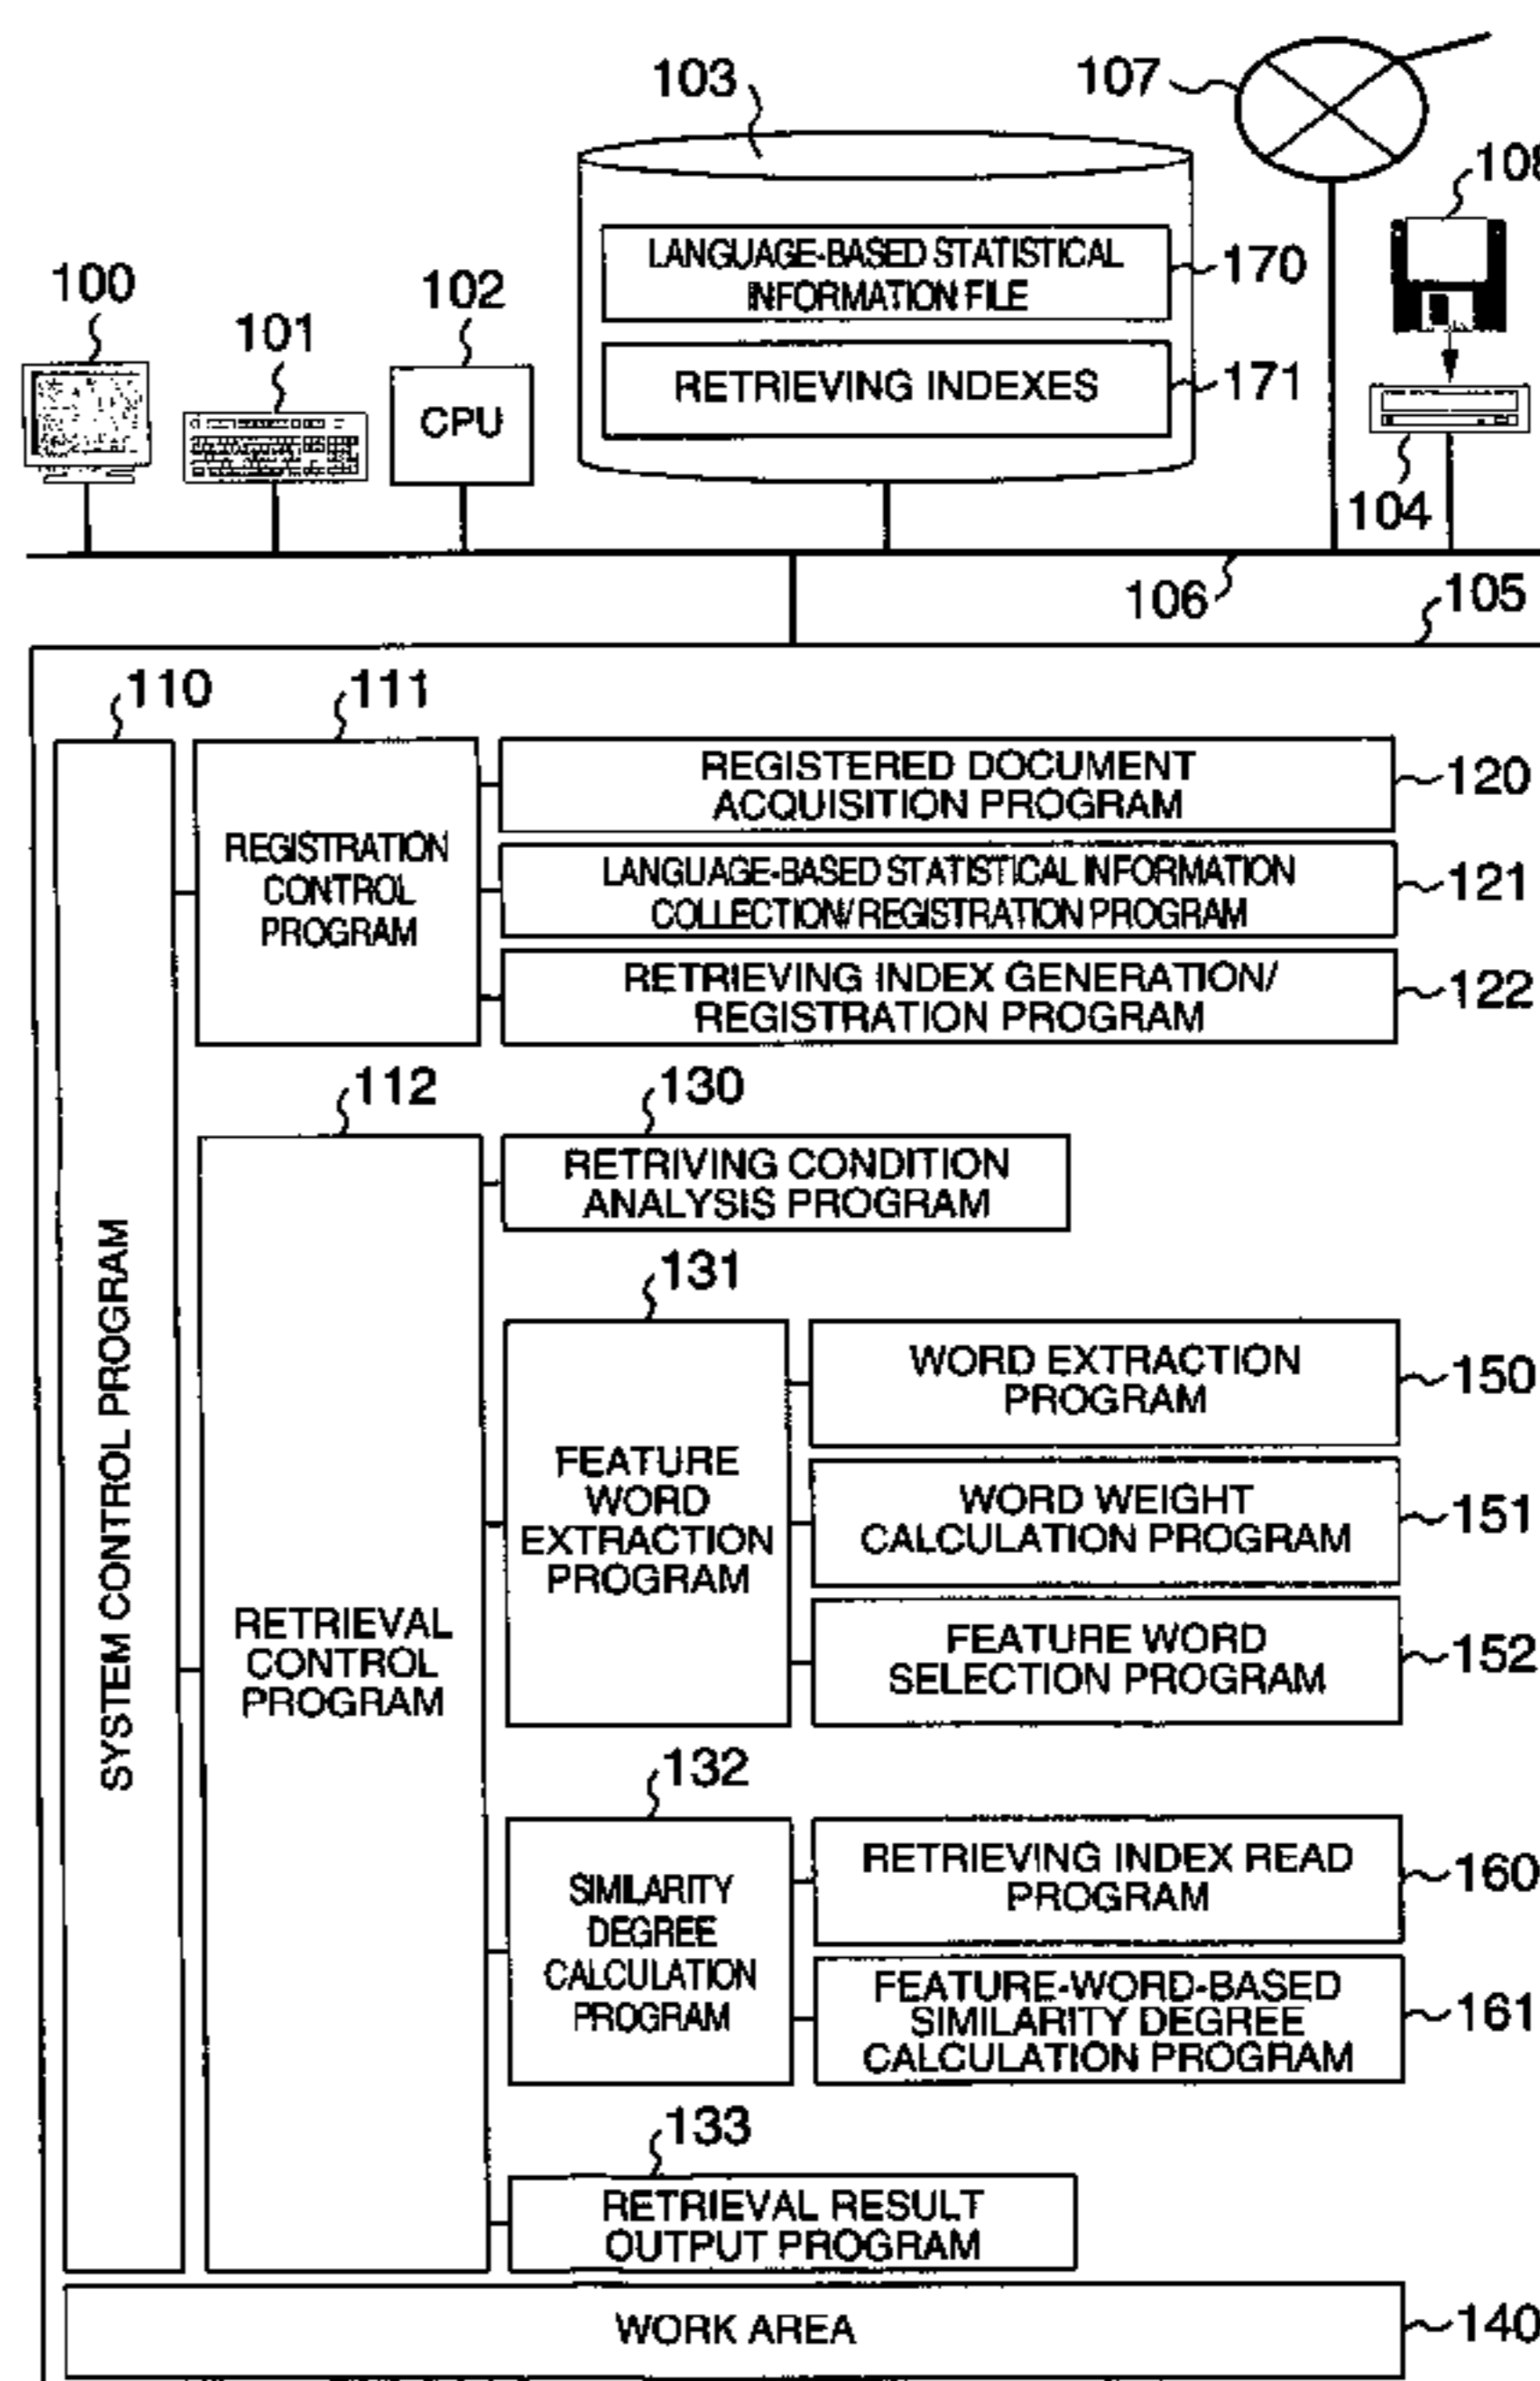 103
107
108
LANGUAGE-BASED STATISTICAL
INFORMATION FILE
170
100
101
102
CPU
RETRIEVING INDEXES
171
104
106
105
110
111
REGISTRATION
CONTROL
PROGRAM
REGISTERED DOCUMENT
ACQUISITION PROGRAM
120
LANGUAGE-BASED STATISTICAL INFORMATION
COLLECTION/REGISTRATION PROGRAM
121
RETRIEVING INDEX GENERATION/
REGISTRATION PROGRAM
122
112
130
RETRIVING CONDITION
ANALYSIS PROGRAM
SYSTEM CONTROL PROGRAM
RETRIEVAL
CONTROL
PROGRAM
131
FEATURE
WORD
EXTRACTION
PROGRAM
WORD EXTRACTION
PROGRAM
150
WORD WEIGHT
CALCULATION PROGRAM
151
FEATURE WORD
SELECTION PROGRAM
152
132
SIMILARITY
DEGREE
CALCULATION
PROGRAM
RETRIEVING INDEX READ
PROGRAM
160
FEATURE-WORD-BASED
SIMILARITY DEGREE
CALCULATION PROGRAM
161
133
RETRIEVAL RESULT
OUTPUT PROGRAM
WORK AREA
140